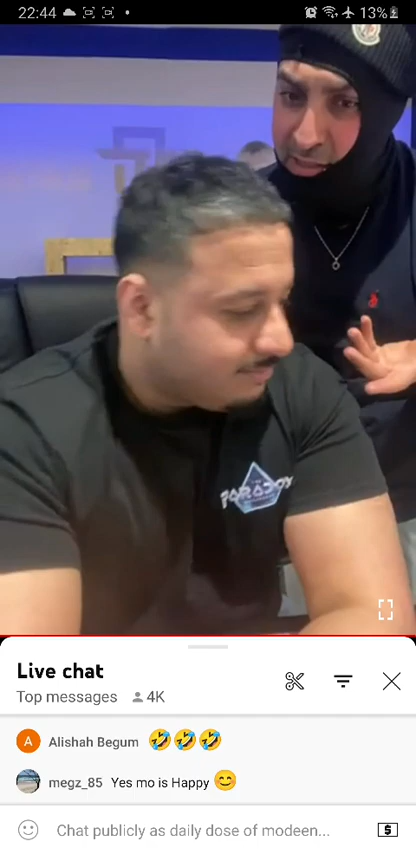 22:44
13%
PARADOX
Live chat
Top messages 4K
A Alishah Begum 🤣🤣🤣
megz_85 Yes mo is Happy 😊
Chat publicly as daily dose of modeen...